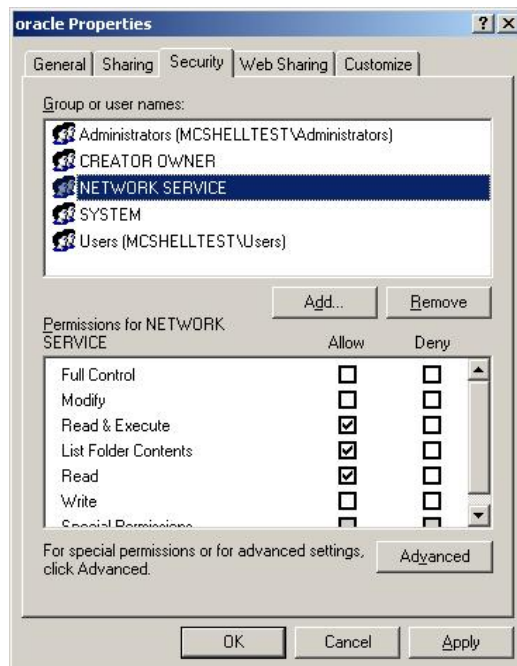 oracle Properties
General Sharing Security Web Sharing Customize
Group or user names:
Administrators (MCSHELLTEST\Administrators)
CREATOR OWNER
NETWORK SERVICE
SYSTEM
Users (MCSHELLTEST\Users)
Add... Remove
Permissions for NETWORK
SERVICE Allow Deny
Full Control
Modify
Read & Execute
List Folder Contents
Read
Write
Special Permissions
For special permissions or for advanced settings,
click Advanced.
Advanced
OK Cancel Apply